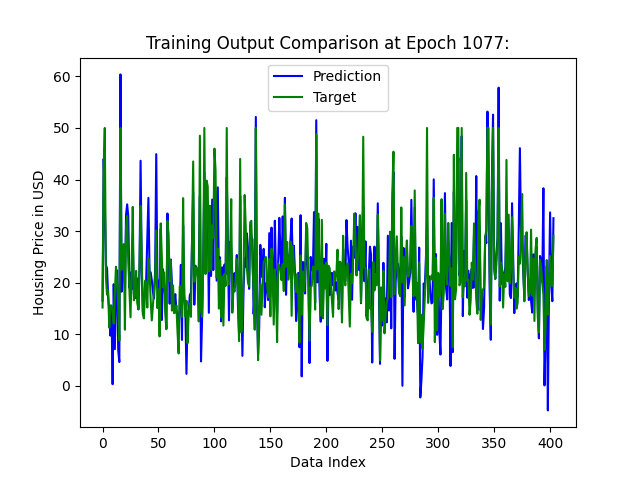 Training Output Comparison at Epoch 1077:
Prediction
Target
Housing Price in USD
60
50
40
30
20
10
0
0 50 100 150 200 250 300 350 400
Data Index